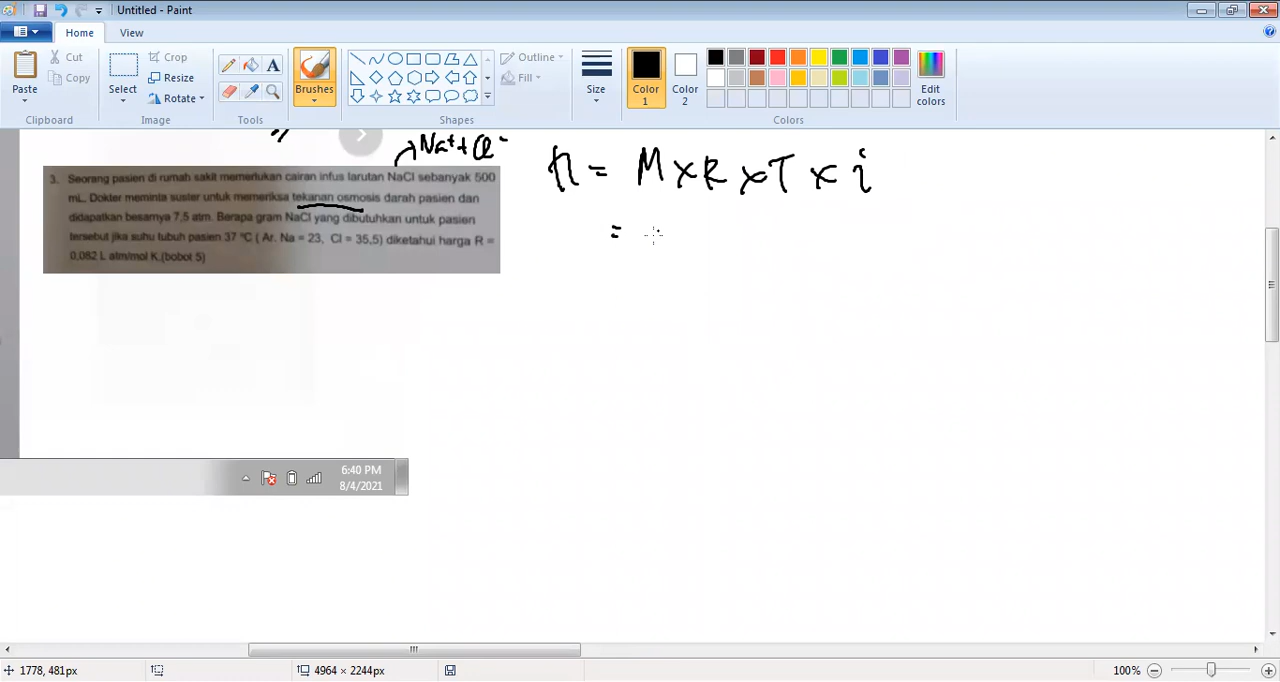 Untitled - Paint
Home
View
Paste
Cut
Copy
Clipboard
Select
Crop
Resize
Rotate
Image
A
Tools
Brushes
Outline
Fill
Shapes
Size
Color 1
Color 2
Edit colors
Colors
Na⁺ + Cl⁻
3. Seorang pasien di rumah sakit memerlukan cairan infus larutan NaCl sebanyak 500
mL. Dokter meminta suster untuk memeriksa tekanan osmosis darah pasien dan
didapatkan besarnya 7,5 atm. Berapa gram NaCl yang dibutuhkan untuk pasien
tersebut jika suhu tubuh pasien 37 °C ( Ar. Na = 23, Cl = 35,5) diketahui harga R =
0,082 L atm/mol K.(bobot 5)
π = M x R x T x i
=
6:40 PM
8/4/2021
1778, 481px
4964 × 2244px
100%